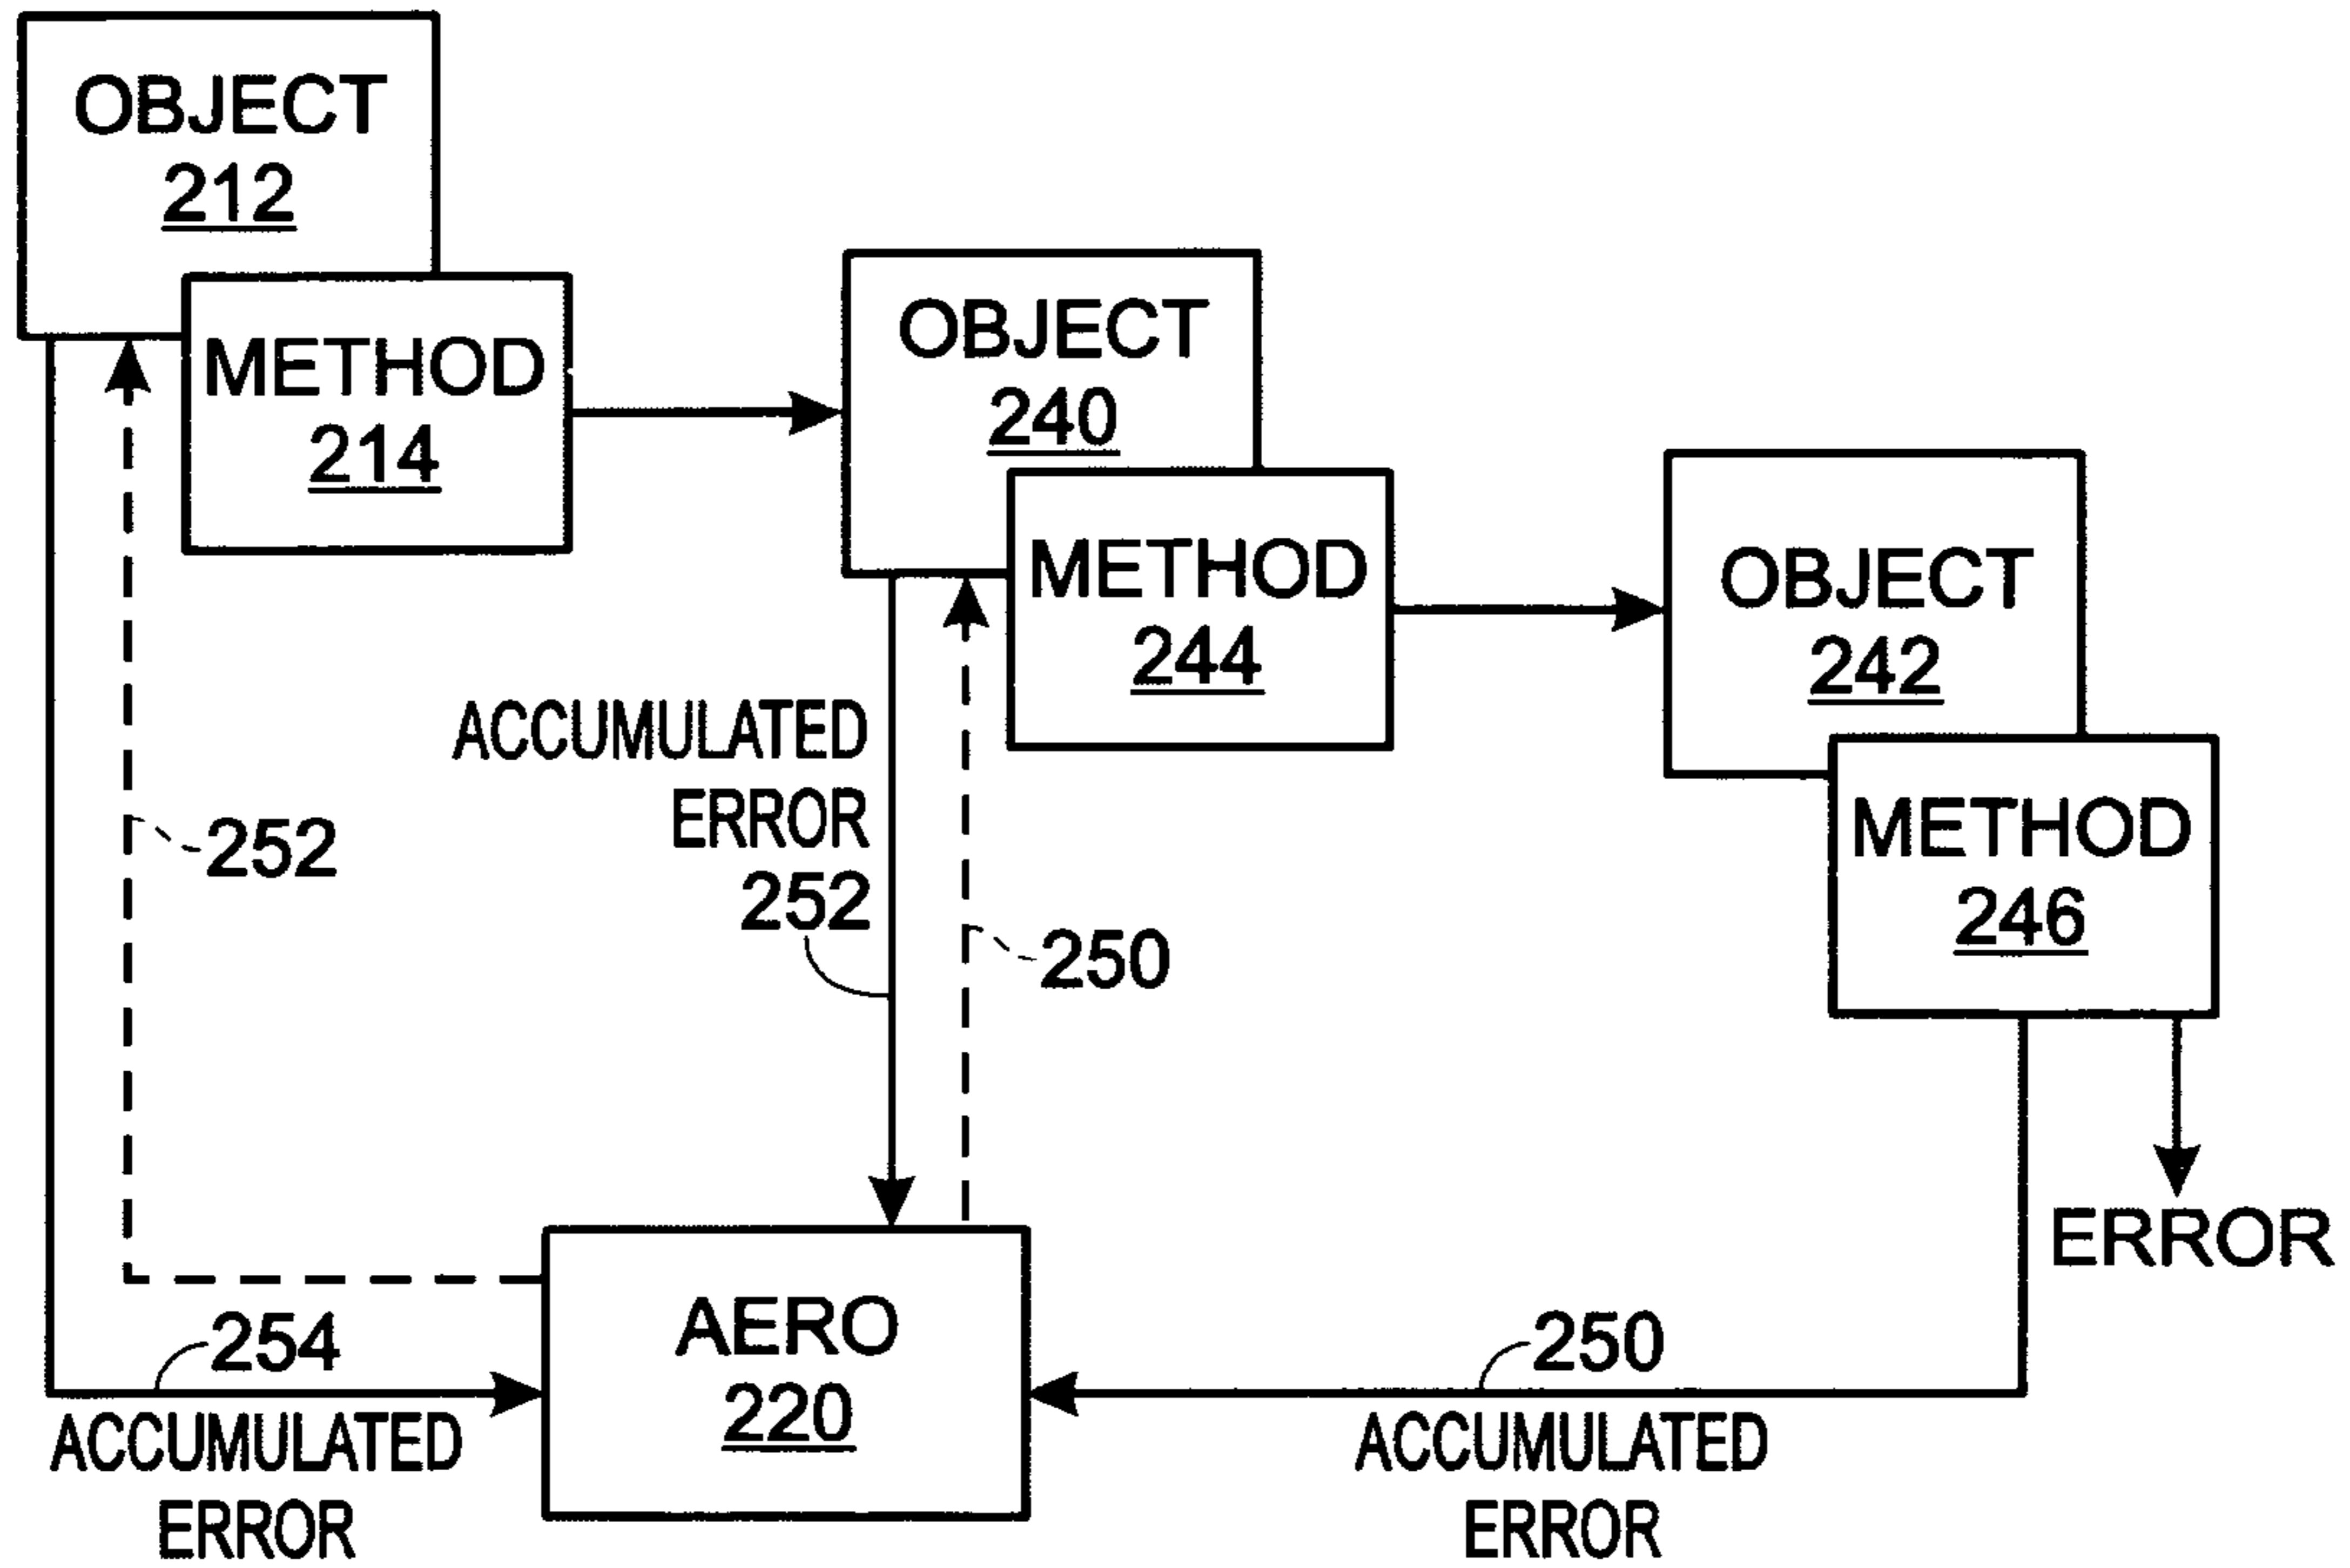 OBJECT
212
METHOD
214
OBJECT
240
METHOD
244
OBJECT
242
METHOD
246
ACCUMULATED
ERROR
252
252
250
ERROR
AERO
220
254
ACCUMULATED
ERROR
250
ACCUMULATED
ERROR